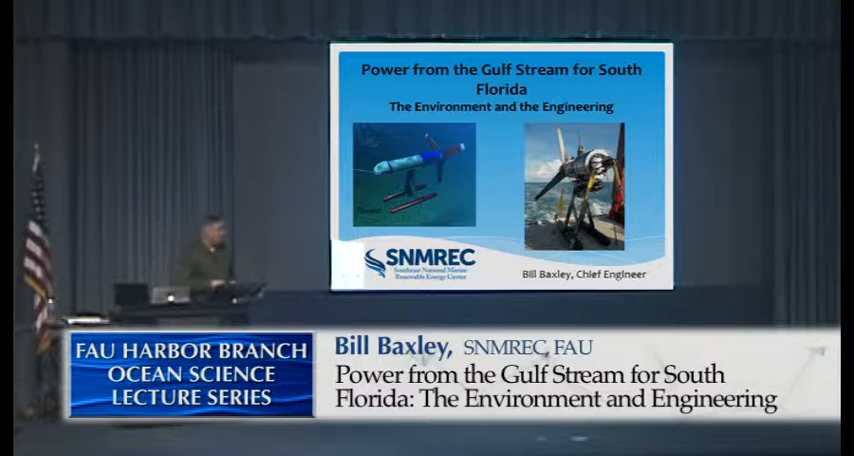 Power from the Gulf Stream for South
Florida
The Environment and the Engineering
SNMREC
Southeast National Marine
Renewable Energy Center
Bill Baxley, Chief Engineer
FAU HARBOR BRANCH
OCEAN SCIENCE
LECTURE SERIES
Bill Baxley, SNMREC, FAU
Power from the Gulf Stream for South
Florida: The Environment and Engineering